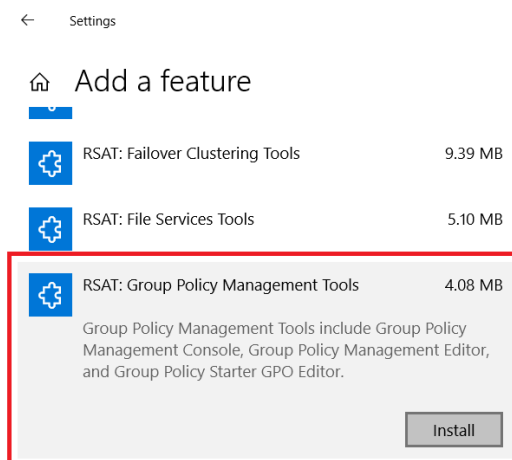 Settings
Add a feature
RSAT: Failover Clustering Tools 9.39 MB
RSAT: File Services Tools 5.10 MB
RSAT: Group Policy Management Tools 4.08 MB
Group Policy Management Tools include Group Policy
Management Console, Group Policy Management Editor,
and Group Policy Starter GPO Editor.
Install